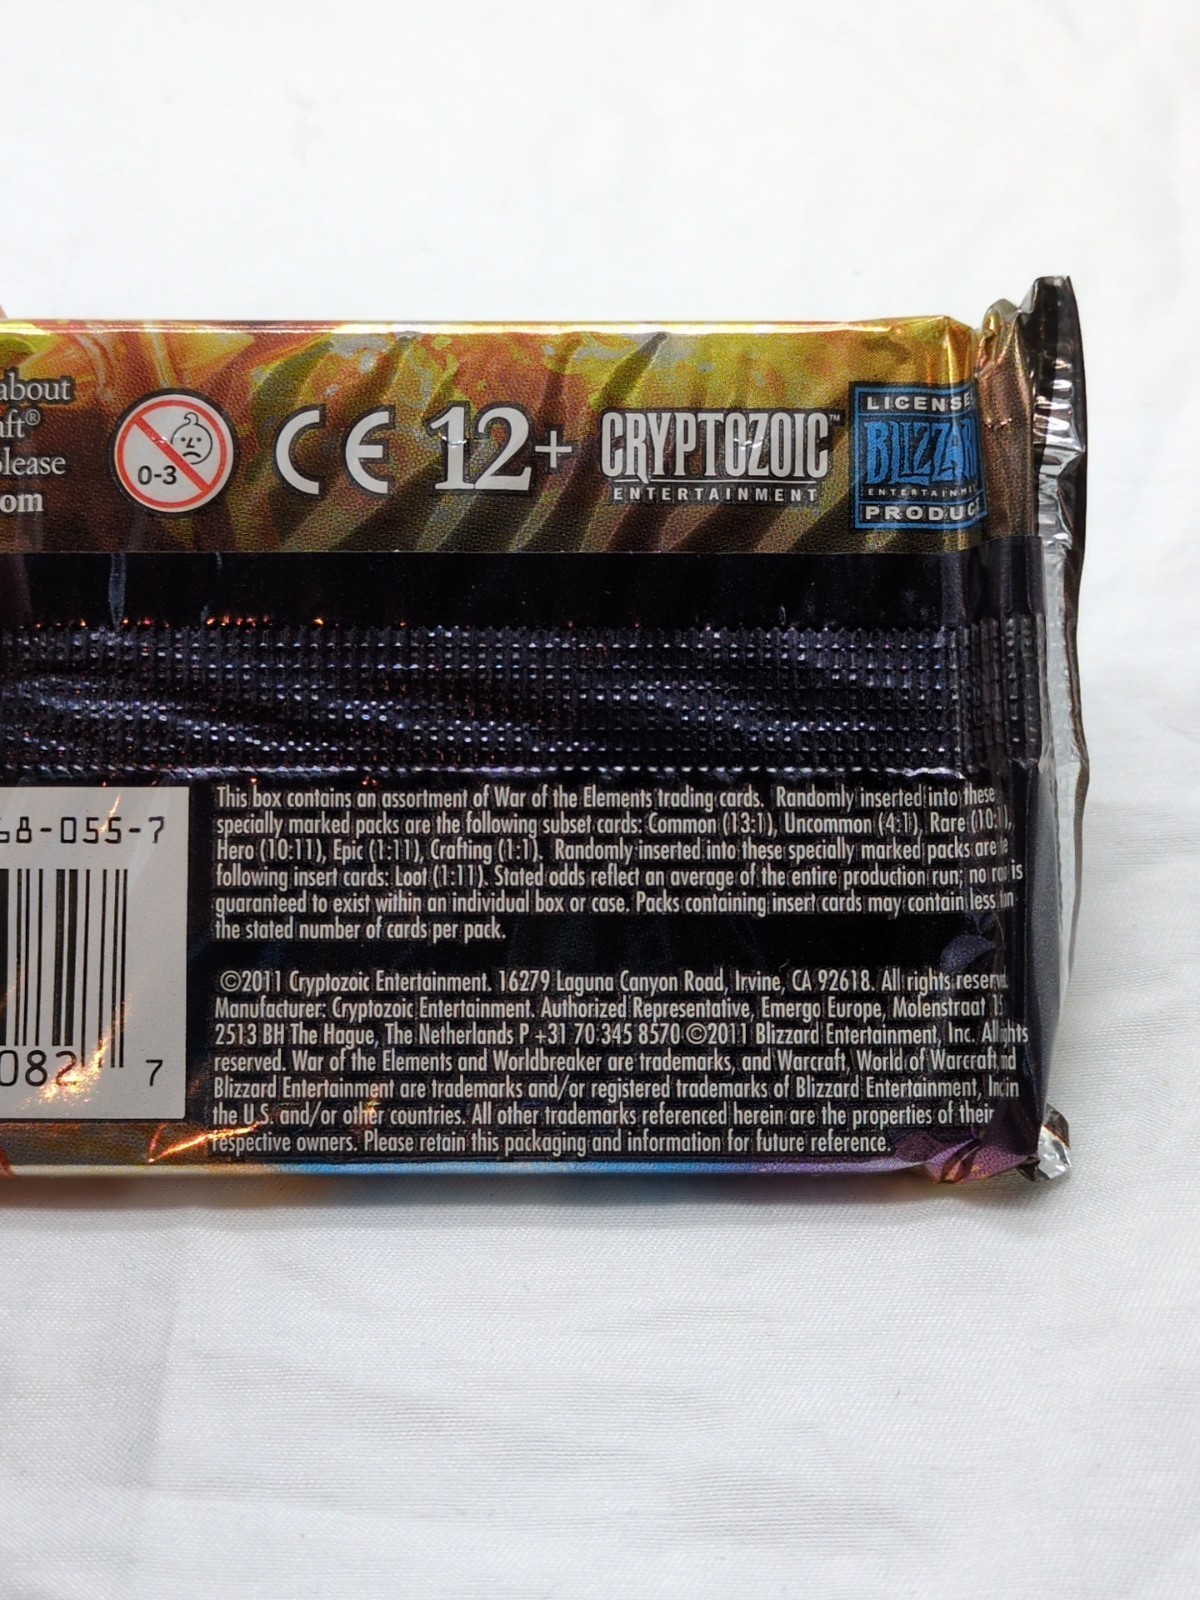 about
ft®
please
om
0-3
CE 12+
CRYPTOZOIC™
ENTERTAINMENT
LICENSE
BLIZZAR
ENTERTAINM
PRODUC
68-055-7
082 7
This box contains an assortment of War of the Elements trading cards. Randomly inserted into these
specially marked packs are the following subset cards: Common (13:1), Uncommon (4:1), Rare (10:
Hero (10:11), Epic (1:11), Crafting (1:1). Randomly inserted into these specially marked packs are
following insert cards: Loot (1:11). Stated odds reflect an average of the entire production run; no is
guaranteed to exist within an individual box or case. Packs containing insert cards may contain less
the stated number of cards per pack.
©2011 Cryptozoic Entertainment. 16279 Laguna Canyon Road, Irvine, CA 92618. All rights reserv
Manufacturer: Cryptozoic Entertainment. Authorized Representative, Emergo Europe, Molenstraat 15
2513 BH The Hague, The Netherlands P +31 70 345 8570 ©2011 Blizzard Entertainment, Inc. All
reserved. War of the Elements and Worldbreaker are trademarks, and Warcraft, World of Warcraft,
Blizzard Entertainment are trademarks and/or registered trademarks of Blizzard Entertainment, Inc. in
the U.S. and/or other countries. All other trademarks referenced herein are the properties of their
respective owners. Please retain this packaging and information for future reference.